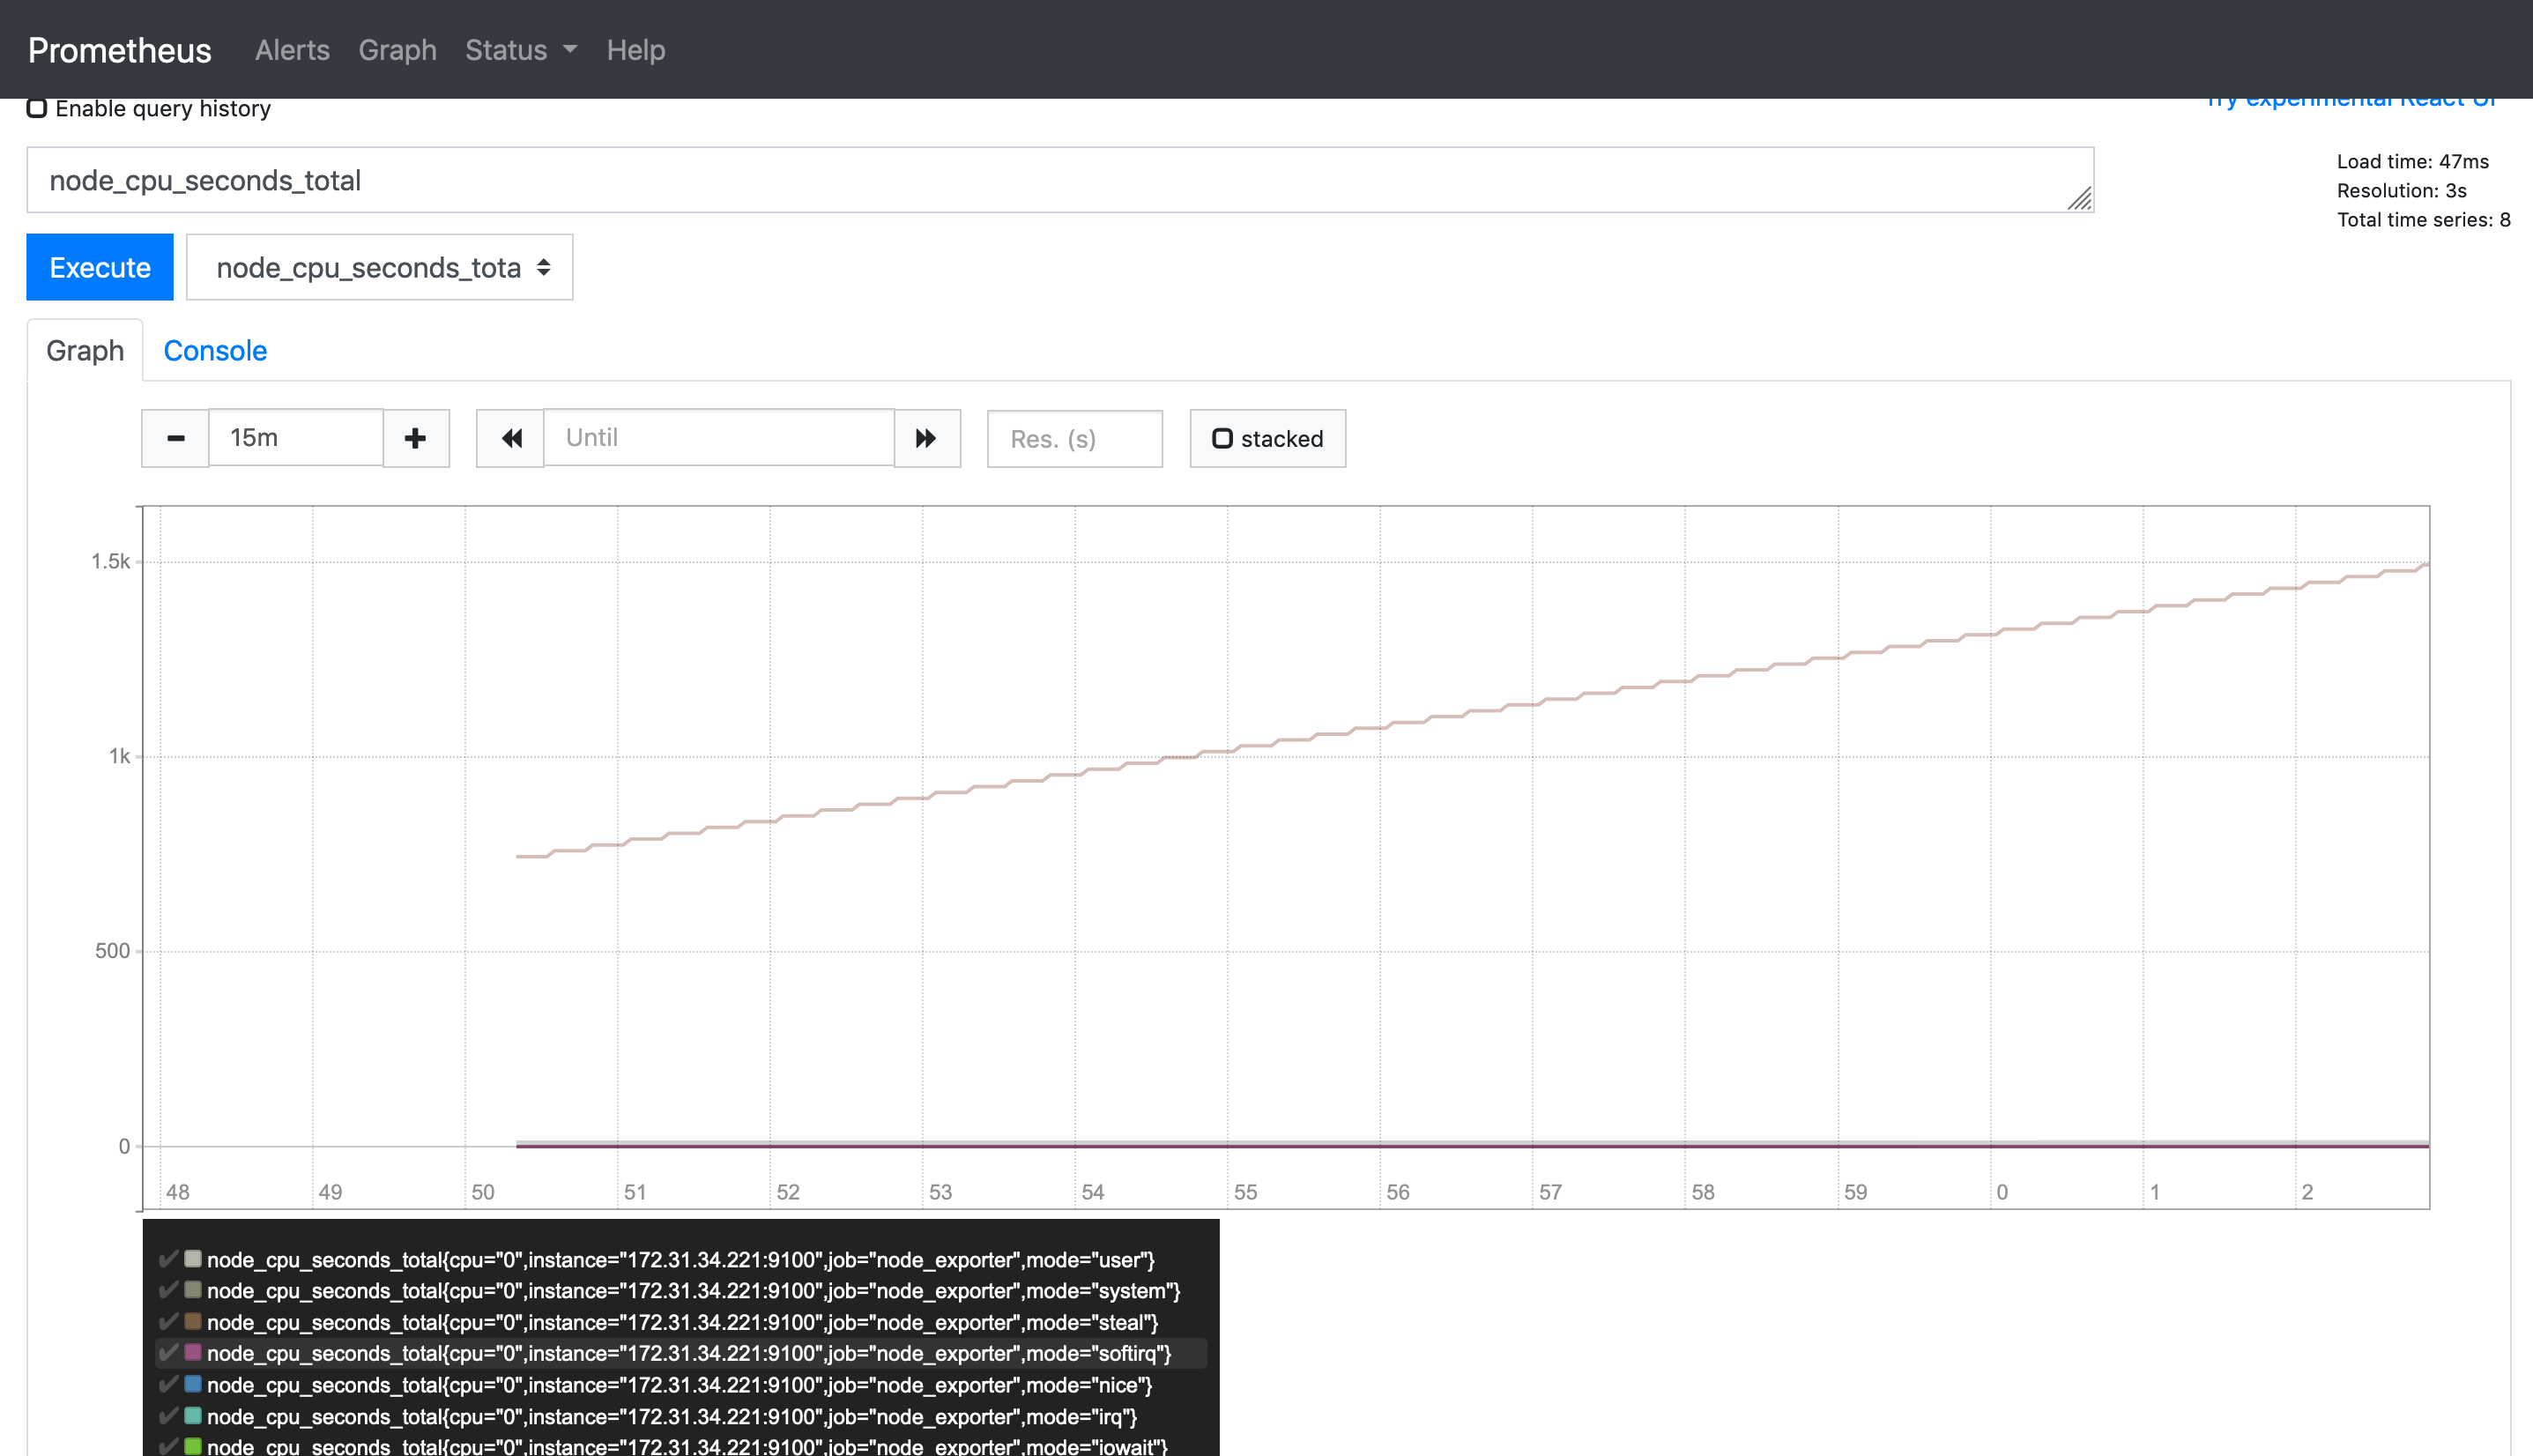 Prometheus Alerts Graph Status Help
Enable query history
Try experimental React UI
node_cpu_seconds_total
Load time: 47ms
Resolution: 3s
Total time series: 8
Execute node_cpu_seconds_tota
Graph Console
15m Until Res. (s) stacked
1.5k
1k
500
0
48 49 50 51 52 53 54 55 56 57 58 59 0 1 2
node_cpu_seconds_total{cpu="0",instance="172.31.34.221:9100",job="node_exporter",mode="user"}
node_cpu_seconds_total{cpu="0",instance="172.31.34.221:9100",job="node_exporter",mode="system"}
node_cpu_seconds_total{cpu="0",instance="172.31.34.221:9100",job="node_exporter",mode="steal"}
node_cpu_seconds_total{cpu="0",instance="172.31.34.221:9100",job="node_exporter",mode="softirq"}
node_cpu_seconds_total{cpu="0",instance="172.31.34.221:9100",job="node_exporter",mode="nice"}
node_cpu_seconds_total{cpu="0",instance="172.31.34.221:9100",job="node_exporter",mode="irq"}
node_cpu_seconds_total{cpu="0",instance="172.31.34.221:9100",job="node_exporter",mode="iowait"}